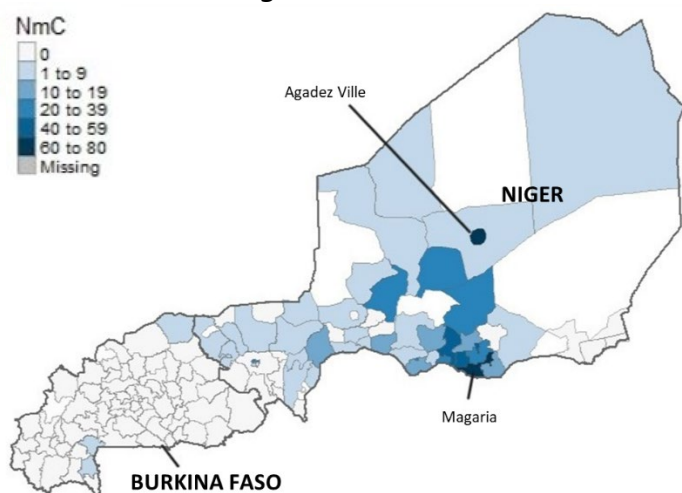 NmC
0
1 to 9
10 to 19
20 to 39
40 to 59
60 to 80
Missing
Agadez Ville
NIGER
Magaria
BURKINA FASO